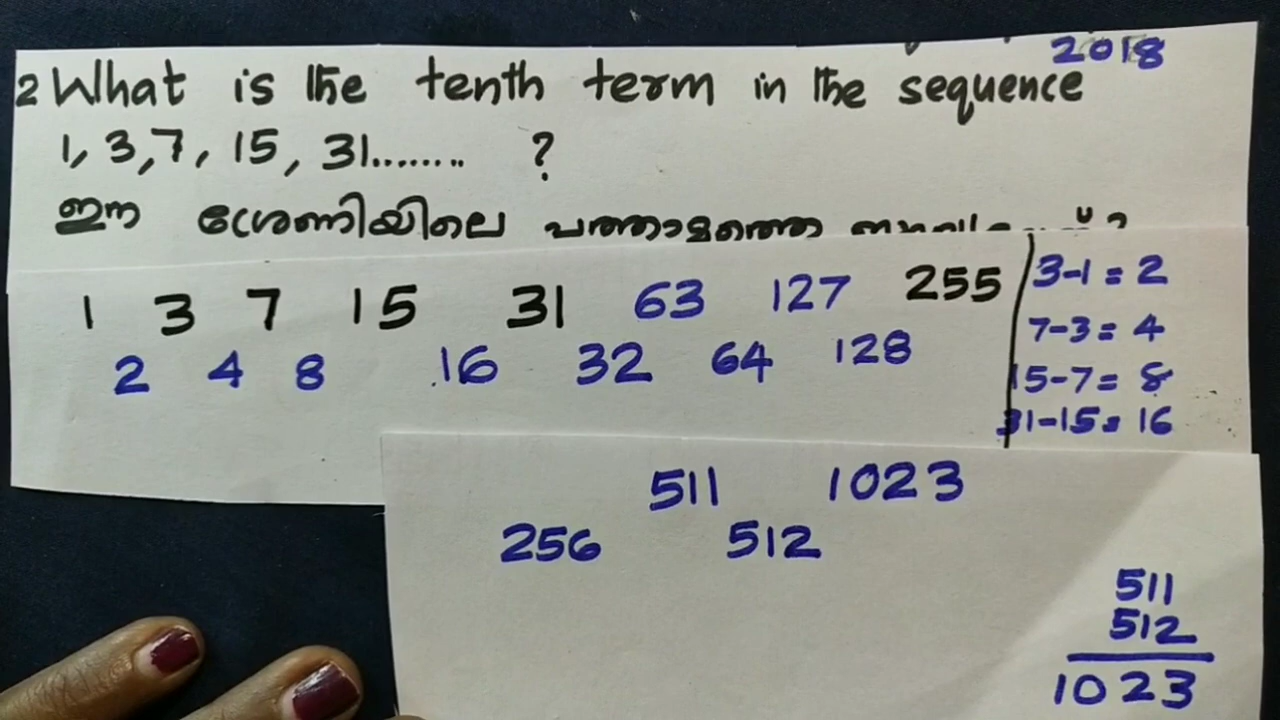 2018
2 What is the tenth term in the sequence
1, 3, 7, 15, 31........ ?
ഈ ശ്രേണിയിലെ പത്താമത്തെ
1 3 7 15 31 63 127 255
2 4 8 16 32 64 128
3-1 = 2
7-3 = 4
15-7 = 8
31-15 = 16
511 1023
256 512
511
512
1023